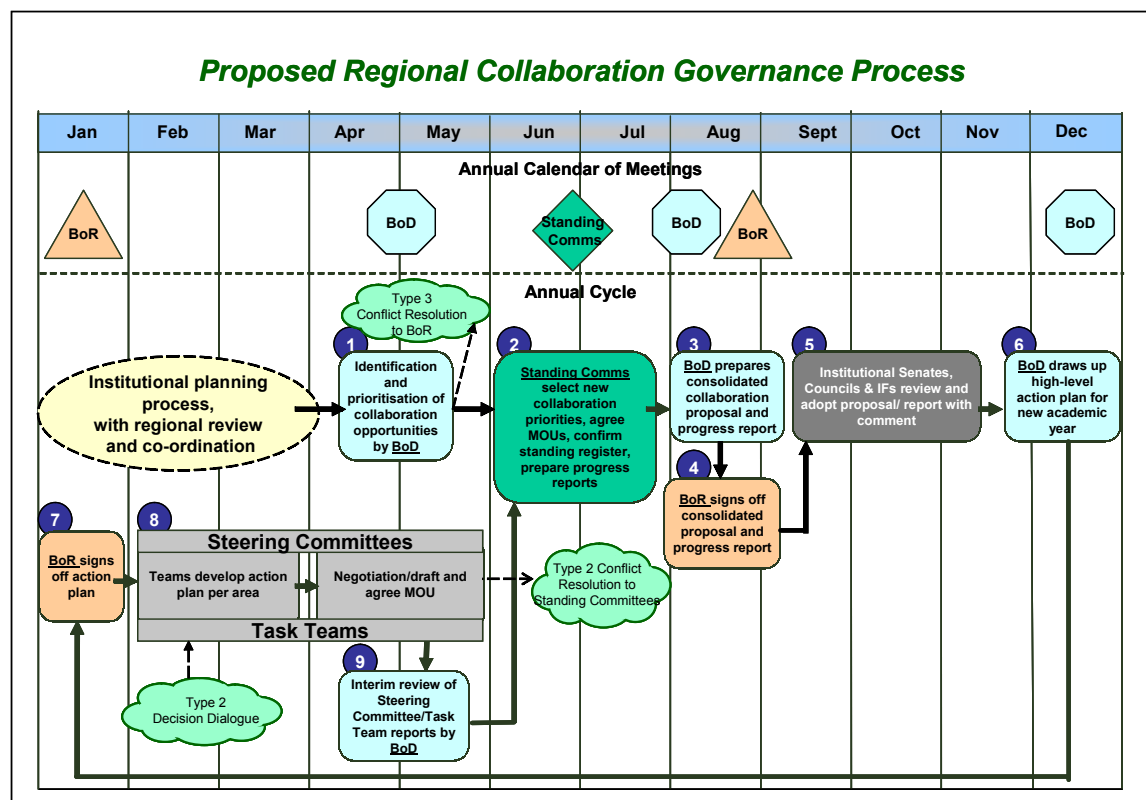 Proposed Regional Collaboration Governance Process
Jan Feb Mar Apr May Jun Jul Aug Sept Oct Nov Dec
Annual Calendar of Meetings
BoR
BoD
Standing
Comms
BoD
BoR
BoD
Annual Cycle
Type 3
Conflict Resolution
to BoR
Institutional planning
process,
with regional review
and co-ordination
1
Identification
and
prioritisation of
collaboration
opportunities
by BoD
2
Standing Comms
select new
collaboration
priorities, agree
MOUs, confirm
standing register,
prepare progress
reports
3
BoD prepares
consolidated
collaboration
proposal and
progress report
4
BoR signs off
consolidated
proposal and
progress report
5
Institutional Senates,
Councils & IFs review and
adopt proposal/ report with
comment
6
BoD draws up
high-level
action plan for
new academic
year
7
BoR signs
off action
plan
8
Steering Committees
Teams develop action
plan per area
Negotiation/draft and
agree MOU
Task Teams
Type 2 Conflict
Resolution to
Standing Committees
Type 2
Decision Dialogue
9
Interim review of
Steering
Committee/Task
Team reports by
BoD